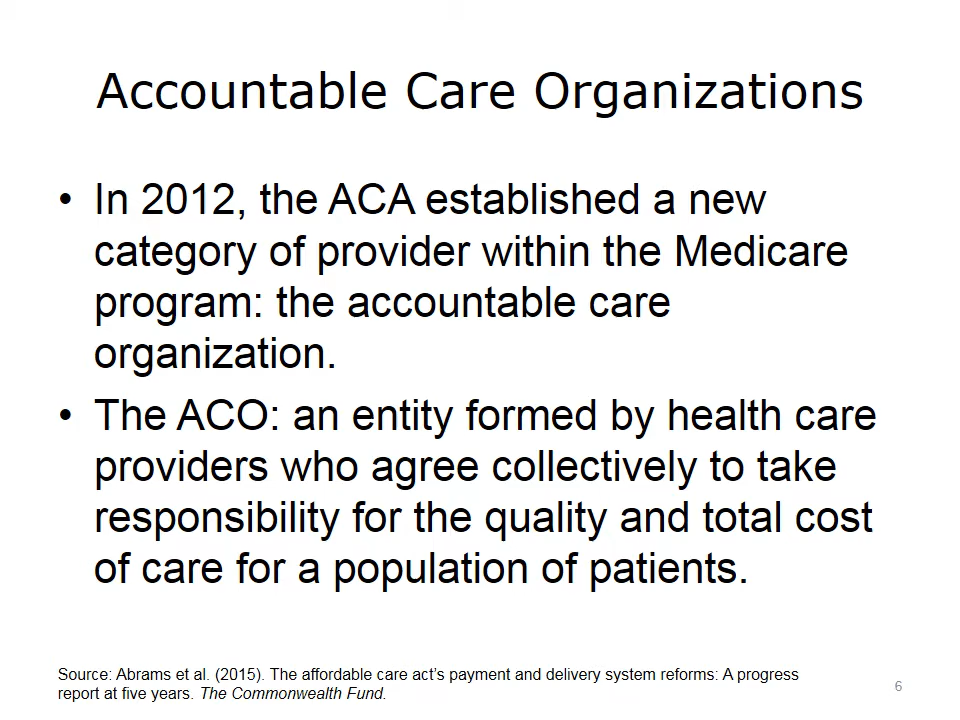 Accountable Care Organizations
• In 2012, the ACA established a new
category of provider within the Medicare
program: the accountable care
organization.
• The ACO: an entity formed by health care
providers who agree collectively to take
responsibility for the quality and total cost
of care for a population of patients.
Source: Abrams et al. (2015). The affordable care act’s payment and delivery system reforms: A progress
report at five years. The Commonwealth Fund.
6